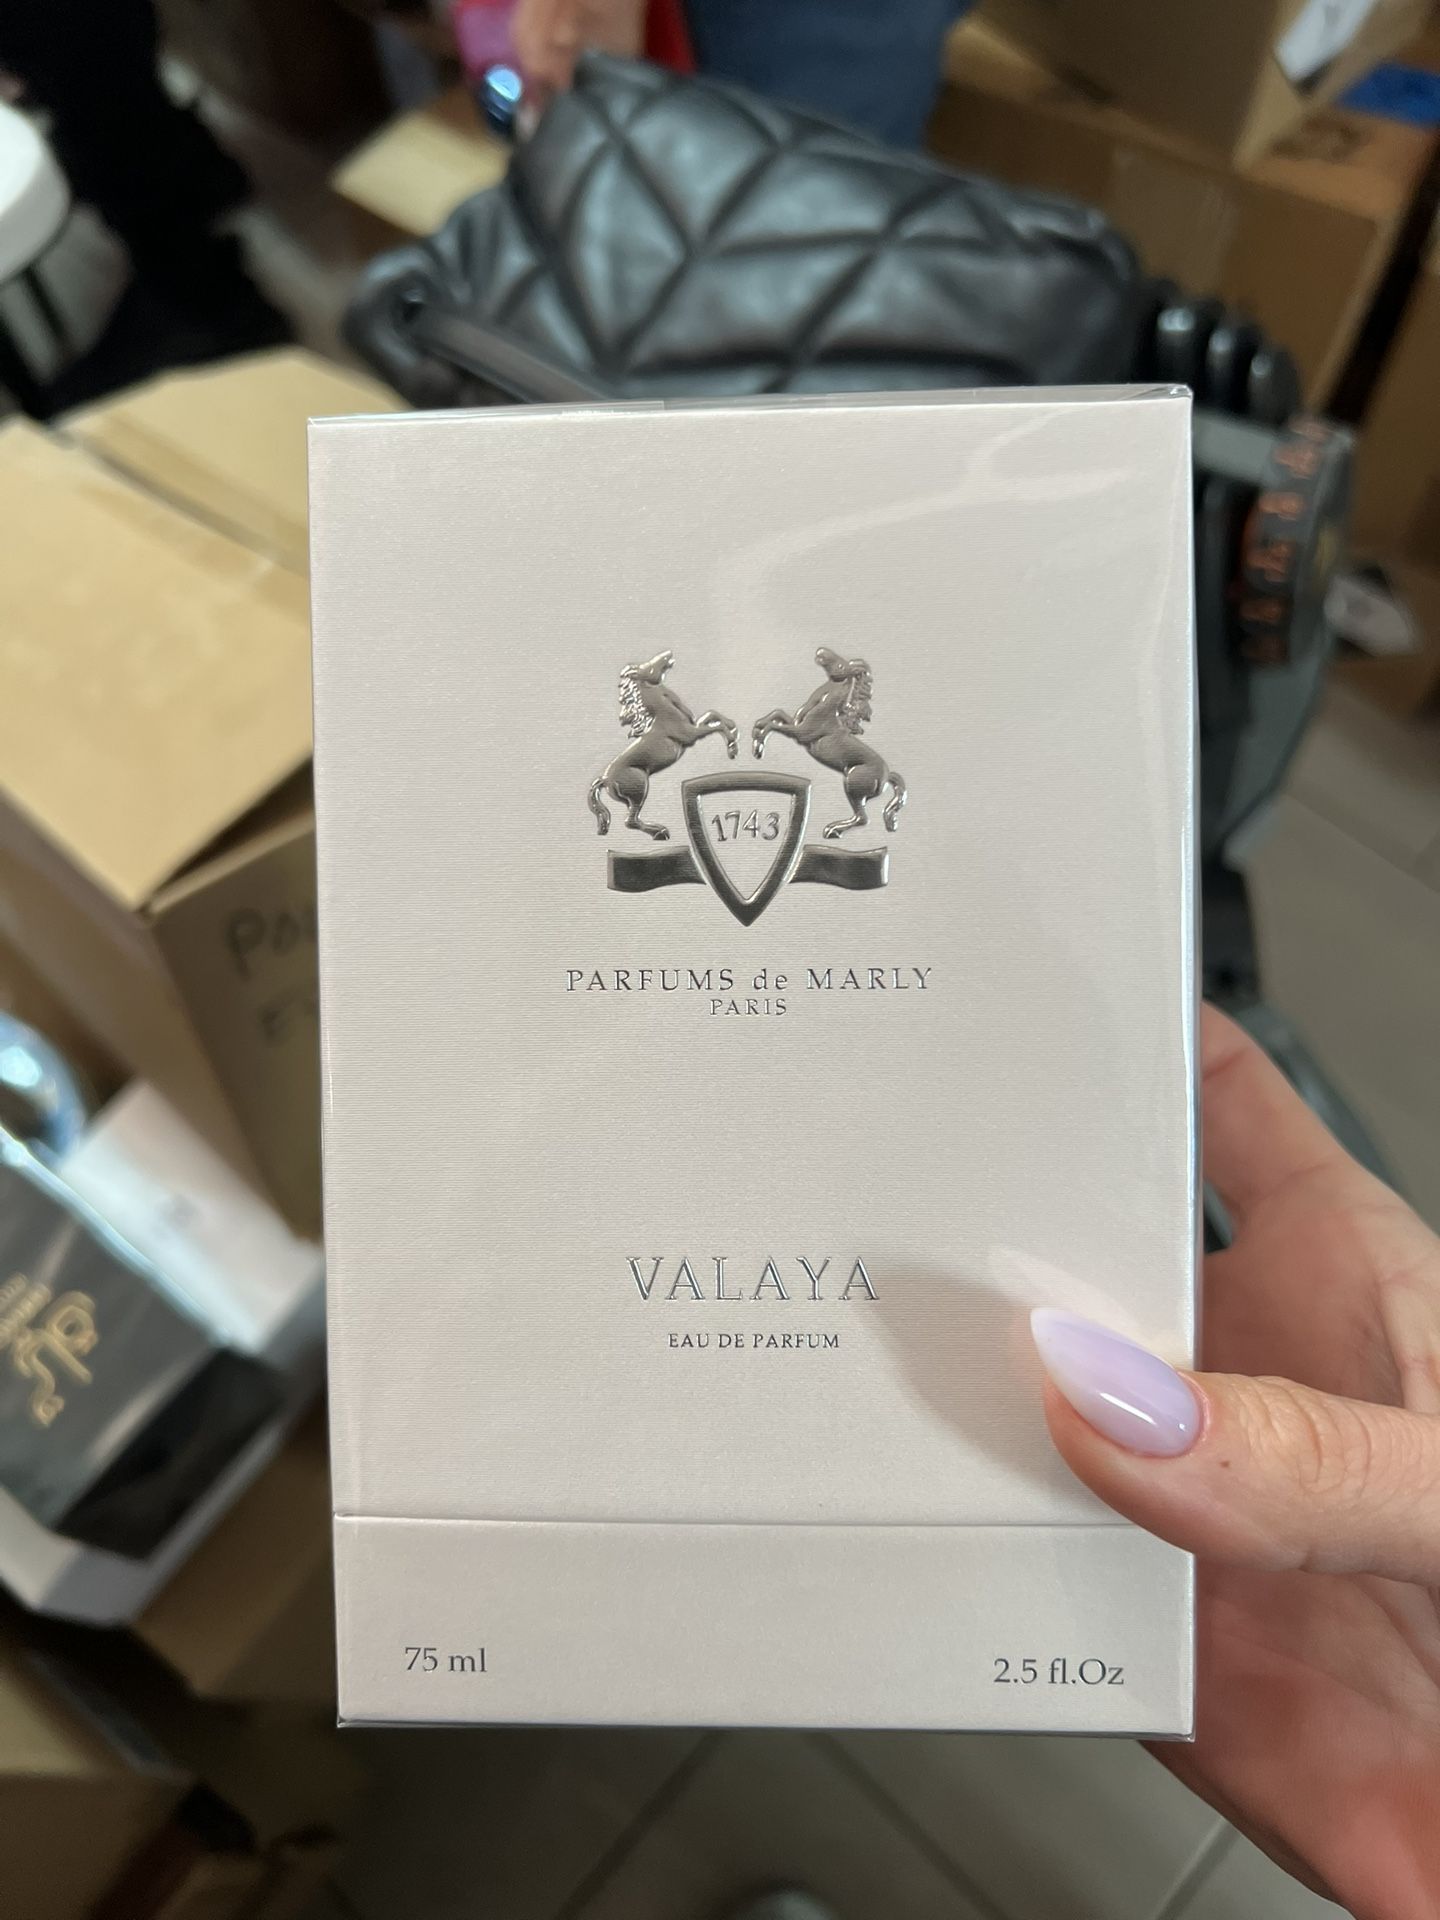 1743
PARFUMS de MARLY
PARIS
VALAYA
EAU DE PARFUM
75 ml
2.5 fl.Oz